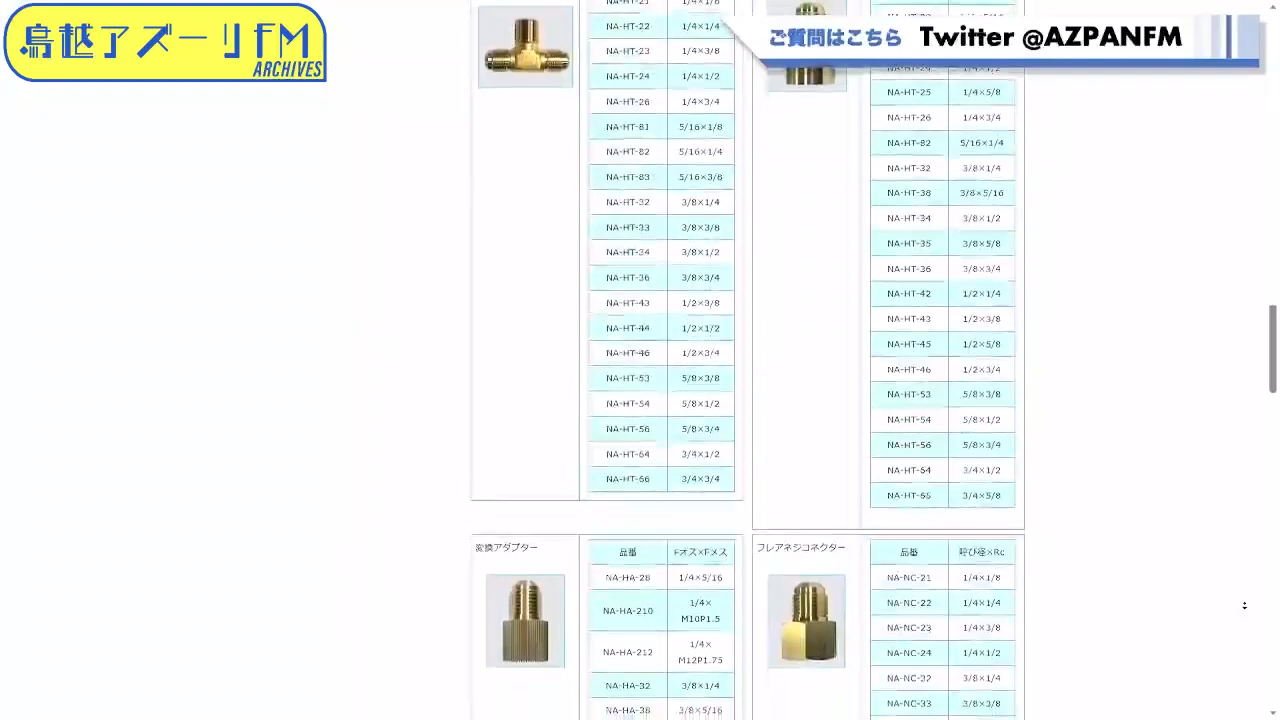 鳥越アズーリFM
ARCHIVES
ご質問はこちら Twitter @AZPANFM
NA-HT-22 1/4×1/4
NA-HT-23 1/4×3/8
NA-HT-24 1/4×1/2
NA-HT-26 1/4×3/4
NA-HT-81 5/16×1/8
NA-HT-82 5/16×1/4
NA-HT-83 5/16×3/8
NA-HT-32 3/8×1/4
NA-HT-33 3/8×3/8
NA-HT-34 3/8×1/2
NA-HT-36 3/8×3/4
NA-HT-43 1/2×3/8
NA-HT-44 1/2×1/2
NA-HT-46 1/2×3/4
NA-HT-53 5/8×3/8
NA-HT-54 5/8×1/2
NA-HT-56 5/8×3/4
NA-HT-64 3/4×1/2
NA-HT-66 3/4×3/4
NA-HT-25 1/4×5/8
NA-HT-26 1/4×3/4
NA-HT-82 5/16×1/4
NA-HT-32 3/8×1/4
NA-HT-38 3/8×5/16
NA-HT-34 3/8×1/2
NA-HT-35 3/8×5/8
NA-HT-36 3/8×3/4
NA-HT-42 1/2×1/4
NA-HT-43 1/2×3/8
NA-HT-45 1/2×5/8
NA-HT-46 1/2×3/4
NA-HT-53 5/8×3/8
NA-HT-54 5/8×1/2
NA-HT-56 5/8×3/4
NA-HT-64 3/4×1/2
NA-HT-65 3/4×5/8
変換アダプター
品番 Fオス×Fメス
NA-HA-28 1/4×5/16
NA-HA-210 1/4×
M10P1.5
NA-HA-212 1/4×
M12P1.75
NA-HA-32 3/8×1/4
NA-HA-38 3/8×5/16
フレアネジコネクター
品番 呼び径×Rc
NA-NC-21 1/4×1/8
NA-NC-22 1/4×1/4
NA-NC-23 1/4×3/8
NA-NC-24 1/4×1/2
NA-NC-32 3/8×1/4
NA-NC-33 3/8×3/8